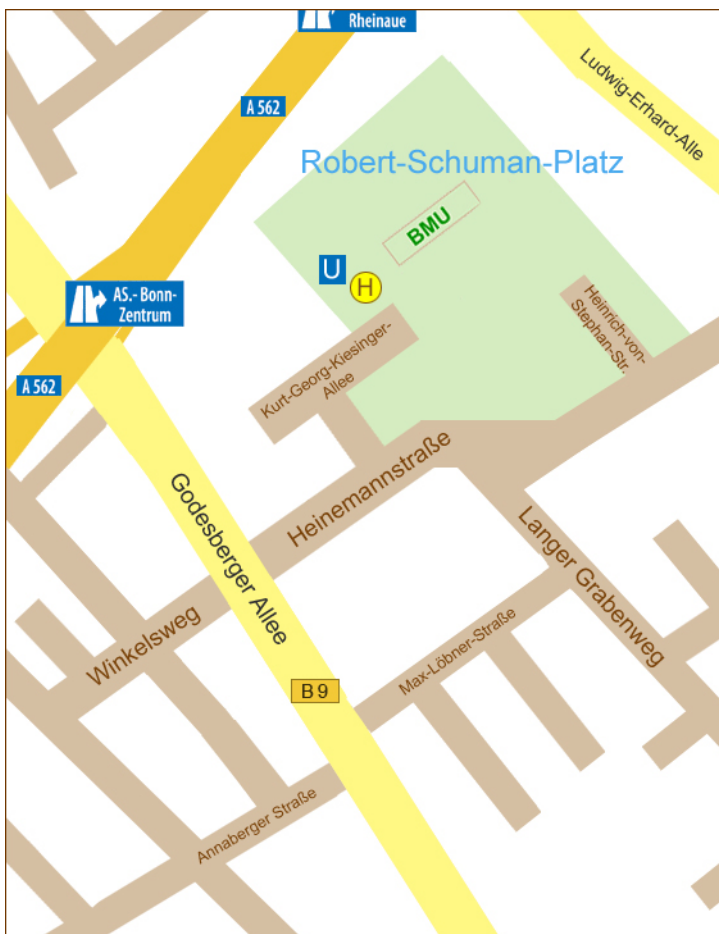 Rheinaue
Ludwig-Erhard-Alle
A 562
Robert-Schuman-Platz
BMU
U
H
AS.- Bonn-
Zentrum
Heinrich-von-
Stephan-Str.
Kurt-Georg-Kiesinger-
Allee
A 562
Heinemannstraße
Godesberger Allee
Langer Grabenweg
Winkelsweg
Max-Löbner-Straße
B 9
Annaberger Straße